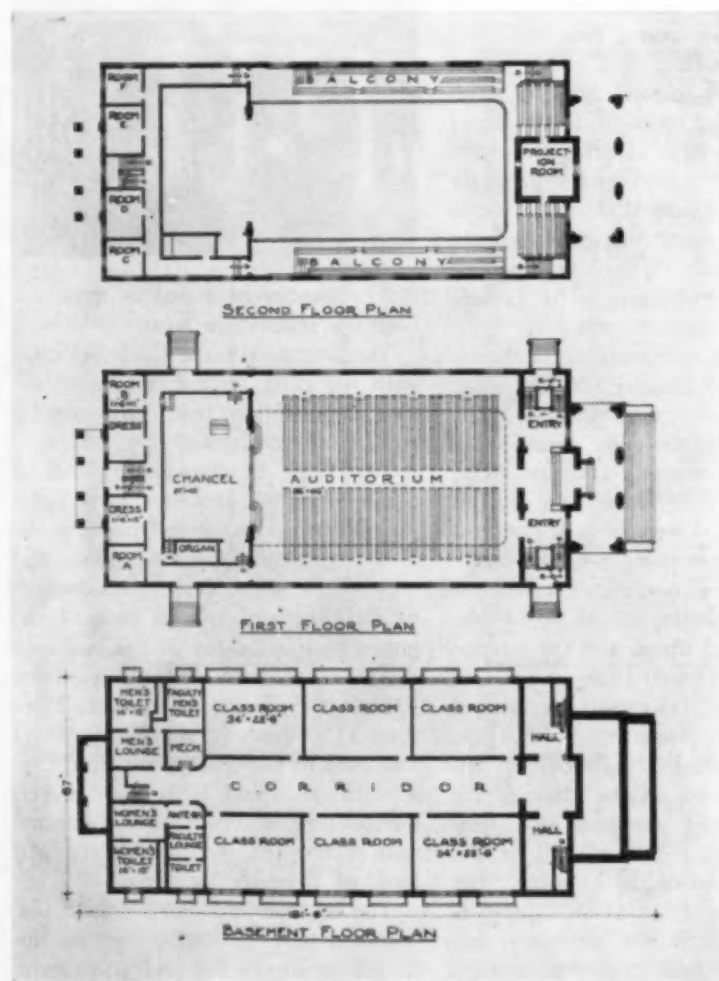 ROOM F
BALCONY
ROOM E
PROJECT-
ION
ROOM
ROOM D
ROOM C
BALCONY
SECOND FLOOR PLAN
ROOM B
ENTRY
DRESS
CHANCEL
AUDITORIUM
DRESS
ENTRY
ORGAN
ROOM A
FIRST FLOOR PLAN
MEN'S
TOILET
FACULTY
MEN'S
TOILET
CLASS ROOM
CLASS ROOM
CLASS ROOM
MEN'S
LOUNGE
MECH.
HALL
CORRIDOR
WOMEN'S
LOUNGE
FACULTY
LOUNGE
CLASS ROOM
CLASS ROOM
CLASS ROOM
HALL
WOMEN'S
TOILET
TOILET
BASEMENT FLOOR PLAN